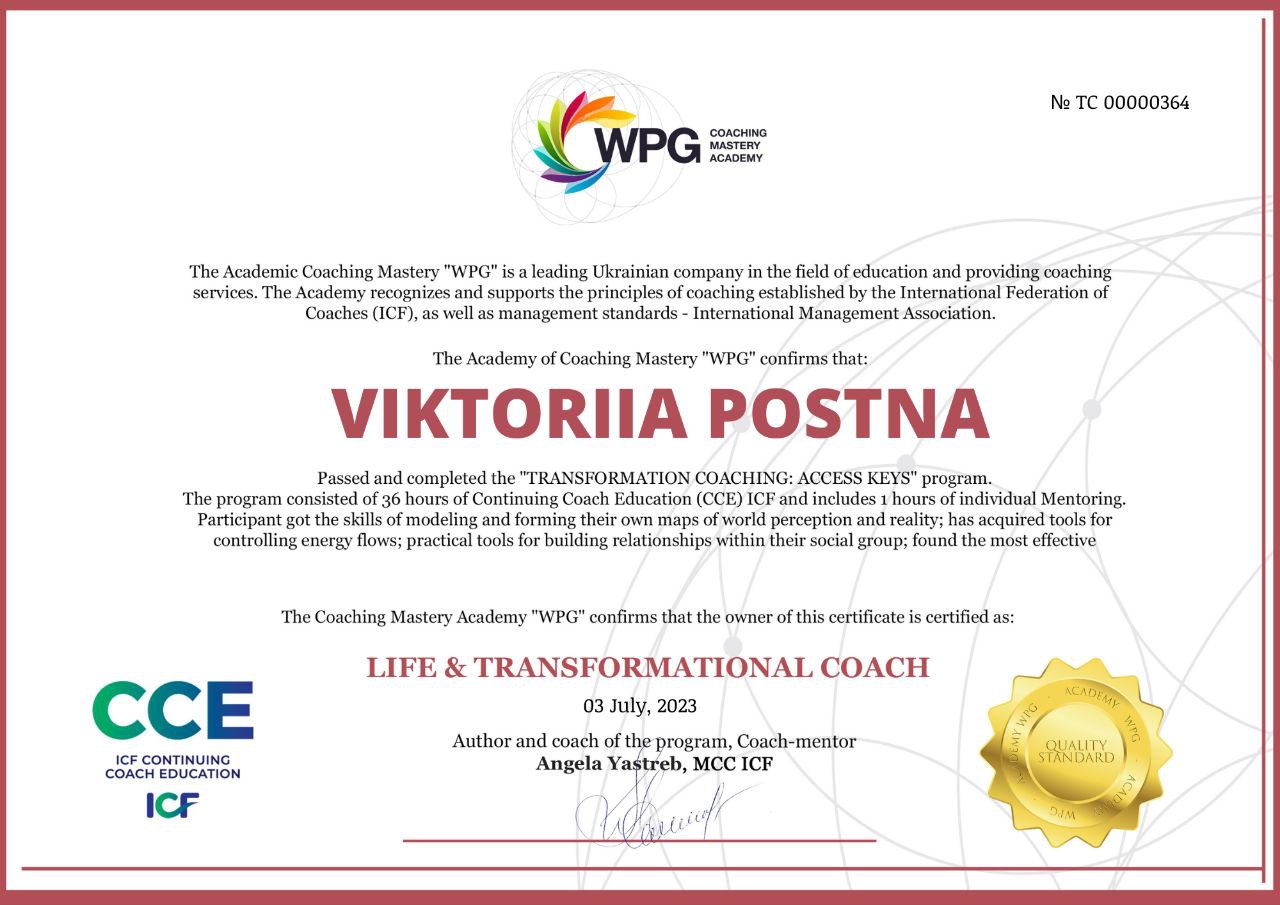 № TC 00000364
WPG
COACHING
MASTERY
ACADEMY
The Academic Coaching Mastery "WPG" is a leading Ukrainian company in the field of education and providing coaching
services. The Academy recognizes and supports the principles of coaching established by the International Federation of
Coaches (ICF), as well as management standards - International Management Association.
The Academy of Coaching Mastery "WPG" confirms that:
VIKTORIIA POSTNA
Passed and completed the "TRANSFORMATION COACHING: ACCESS KEYS" program.
The program consisted of 36 hours of Continuing Coach Education (CCE) ICF and includes 1 hours of individual Mentoring.
Participant got the skills of modeling and forming their own maps of world perception and reality; has acquired tools for
controlling energy flows; practical tools for building relationships within their social group; found the most effective
The Coaching Mastery Academy "WPG" confirms that the owner of this certificate is certified as:
LIFE & TRANSFORMATIONAL COACH
03 July, 2023
Author and coach of the program, Coach-mentor
Angela Yastreb, MCC ICF
CCE
ICF CONTINUING
COACH EDUCATION
ICF
ACADEMY WPG · ACADEMY WPG · ACADEMY WPG ·
QUALITY
STANDARD